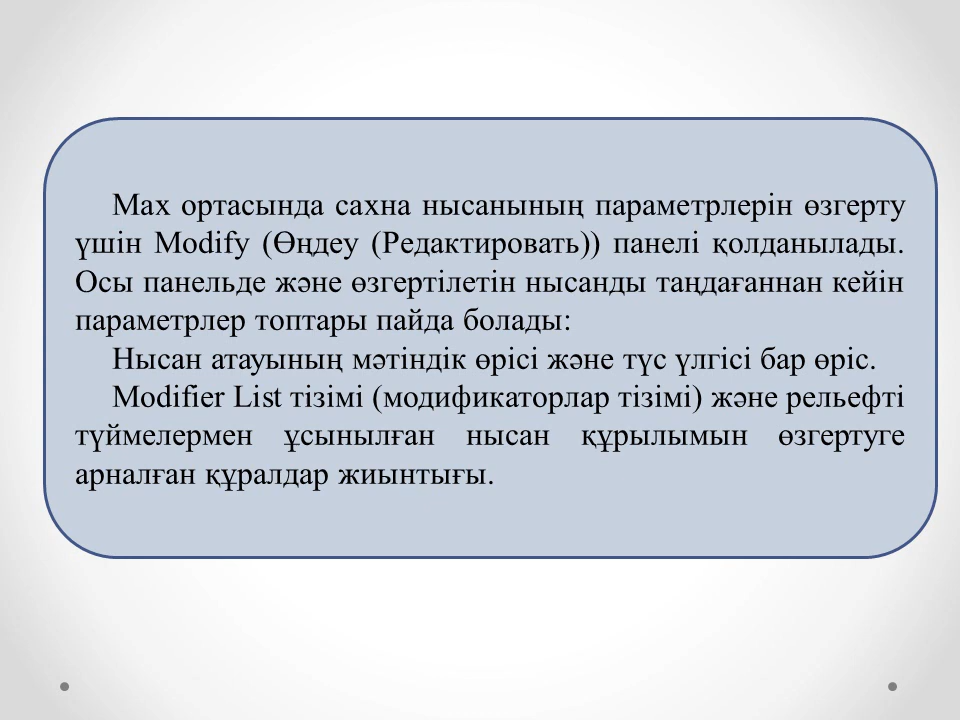 Max ортасында сахна нысанының параметрлерін өзгерту
үшін Modify (Өңдеу (Редактировать)) панелі қолданылады.
Осы панельде және өзгертілетін нысанды таңдағаннан кейін
параметрлер топтары пайда болады:
Нысан атауының мәтіндік өрісі және түс үлгісі бар өріс.
Modifier List тізімі (модификаторлар тізімі) және рельефті
түймелермен ұсынылған нысан құрылымын өзгертуге
арналған құралдар жиынтығы.